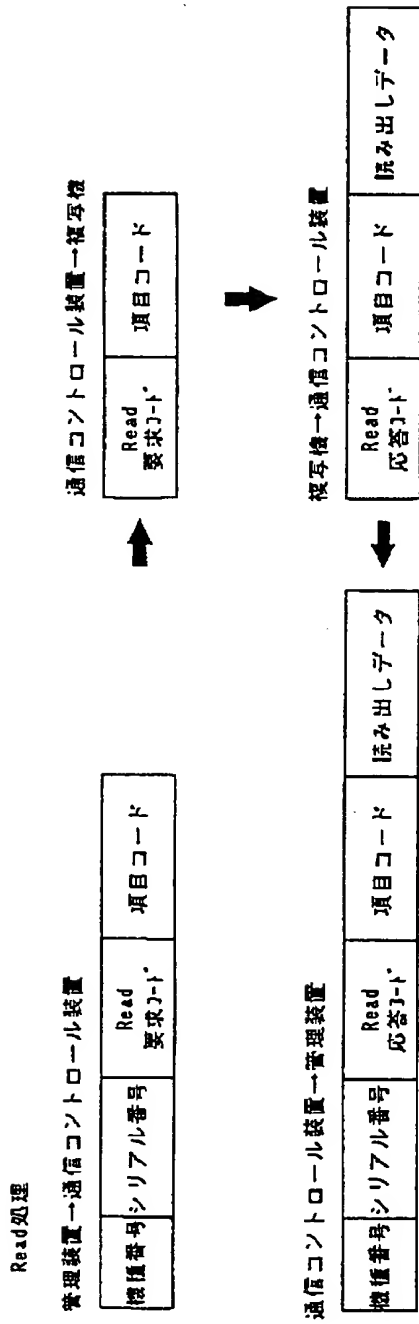 Read処理
管理装置→通信コントロール装置
機種番号 シリアル番号 Read 要求コード 項目コード
通信コントロール装置→複写機
Read 要求コード 項目コード
複写機→通信コントロール装置
Read 応答コード 項目コード 読み出しデータ
通信コントロール装置→管理装置
機種番号 シリアル番号 Read 応答コード 項目コード 読み出しデータ